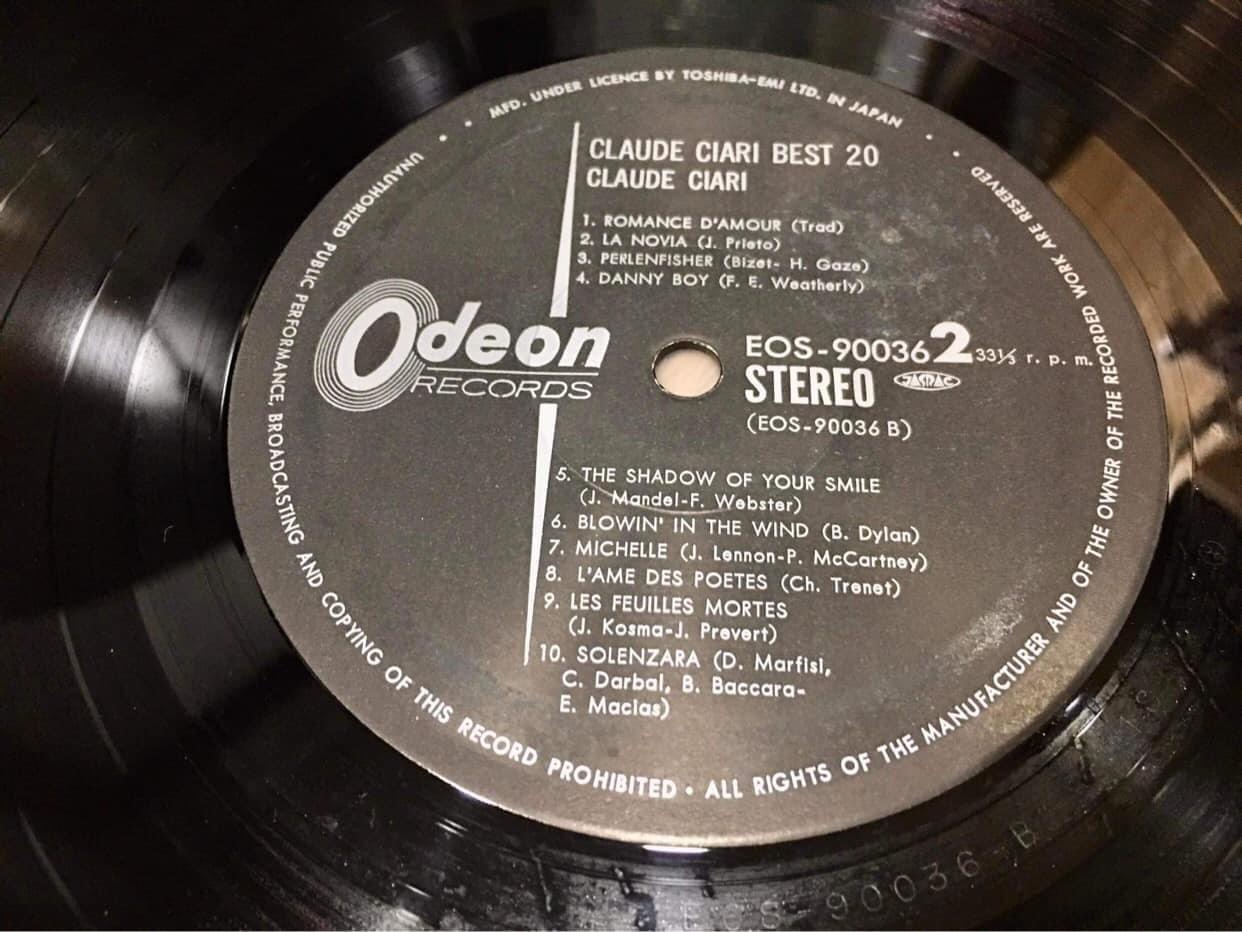 MFD. UNDER LICENCE BY TOSHIBA-EMI LTD. IN JAPAN
CLAUDE CIARI BEST 20
CLAUDE CIARI
1. ROMANCE D'AMOUR (Trad)
2. LA NOVIA (J. Prieto)
3. PERLENFISHER (Bizet- H. Gaze)
4. DANNY BOY (F. E. Weatherly)
Odeon
RECORDS
EOS-90036 2 33⅓ r. p. m.
STEREO JASRAC
(EOS-90036 B)
5. THE SHADOW OF YOUR SMILE
(J. Mandel-F. Webster)
6. BLOWIN' IN THE WIND (B. Dylan)
7. MICHELLE (J. Lennon-P. McCartney)
8. L'AME DES POETES (Ch. Trenet)
9. LES FEUILLES MORTES
(J. Kosma-J. Prevert)
10. SOLENZARA (D. Marfisi,
C. Darbal, B. Baccara-
E. Macias)
UNAUTHORIZED PUBLIC PERFORMANCE, BROADCASTING AND COPYING OF THIS RECORD PROHIBITED • ALL RIGHTS OF THE MANUFACTURER AND OF THE OWNER OF THE RECORDED WORK ARE RESERVED
EOS-90036 B